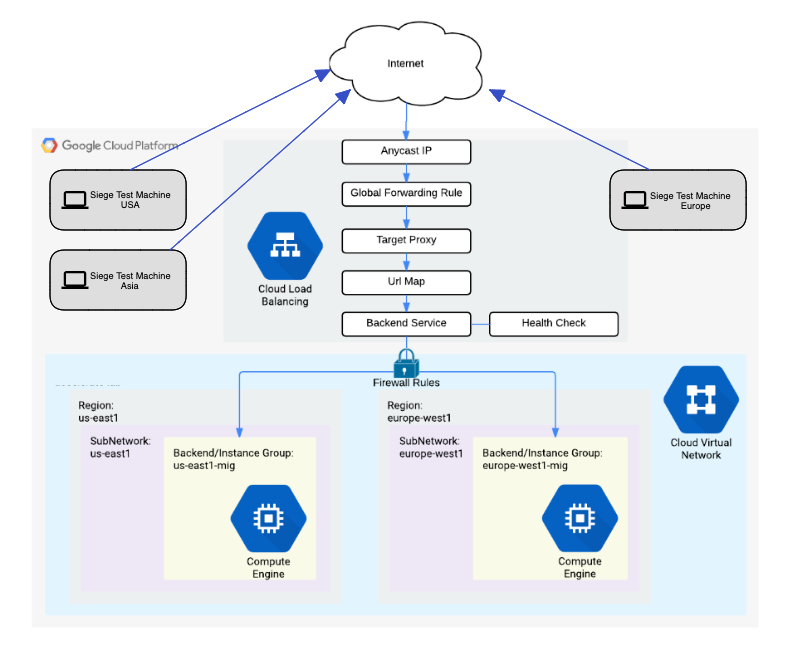 Internet
Google Cloud Platform
Anycast IP
Siege Test Machine
USA
Global Forwarding Rule
Siege Test Machine
Europe
Target Proxy
Siege Test Machine
Asia
Cloud Load
Balancing
Url Map
Backend Service
Health Check
Firewall Rules
Region:
us-east1
Region:
europe-west1
Cloud Virtual
Network
SubNetwork:
us-east1
Backend/Instance Group:
us-east1-mig
SubNetwork:
europe-west1
Backend/Instance Group:
europe-west1-mig
Compute
Engine
Compute
Engine